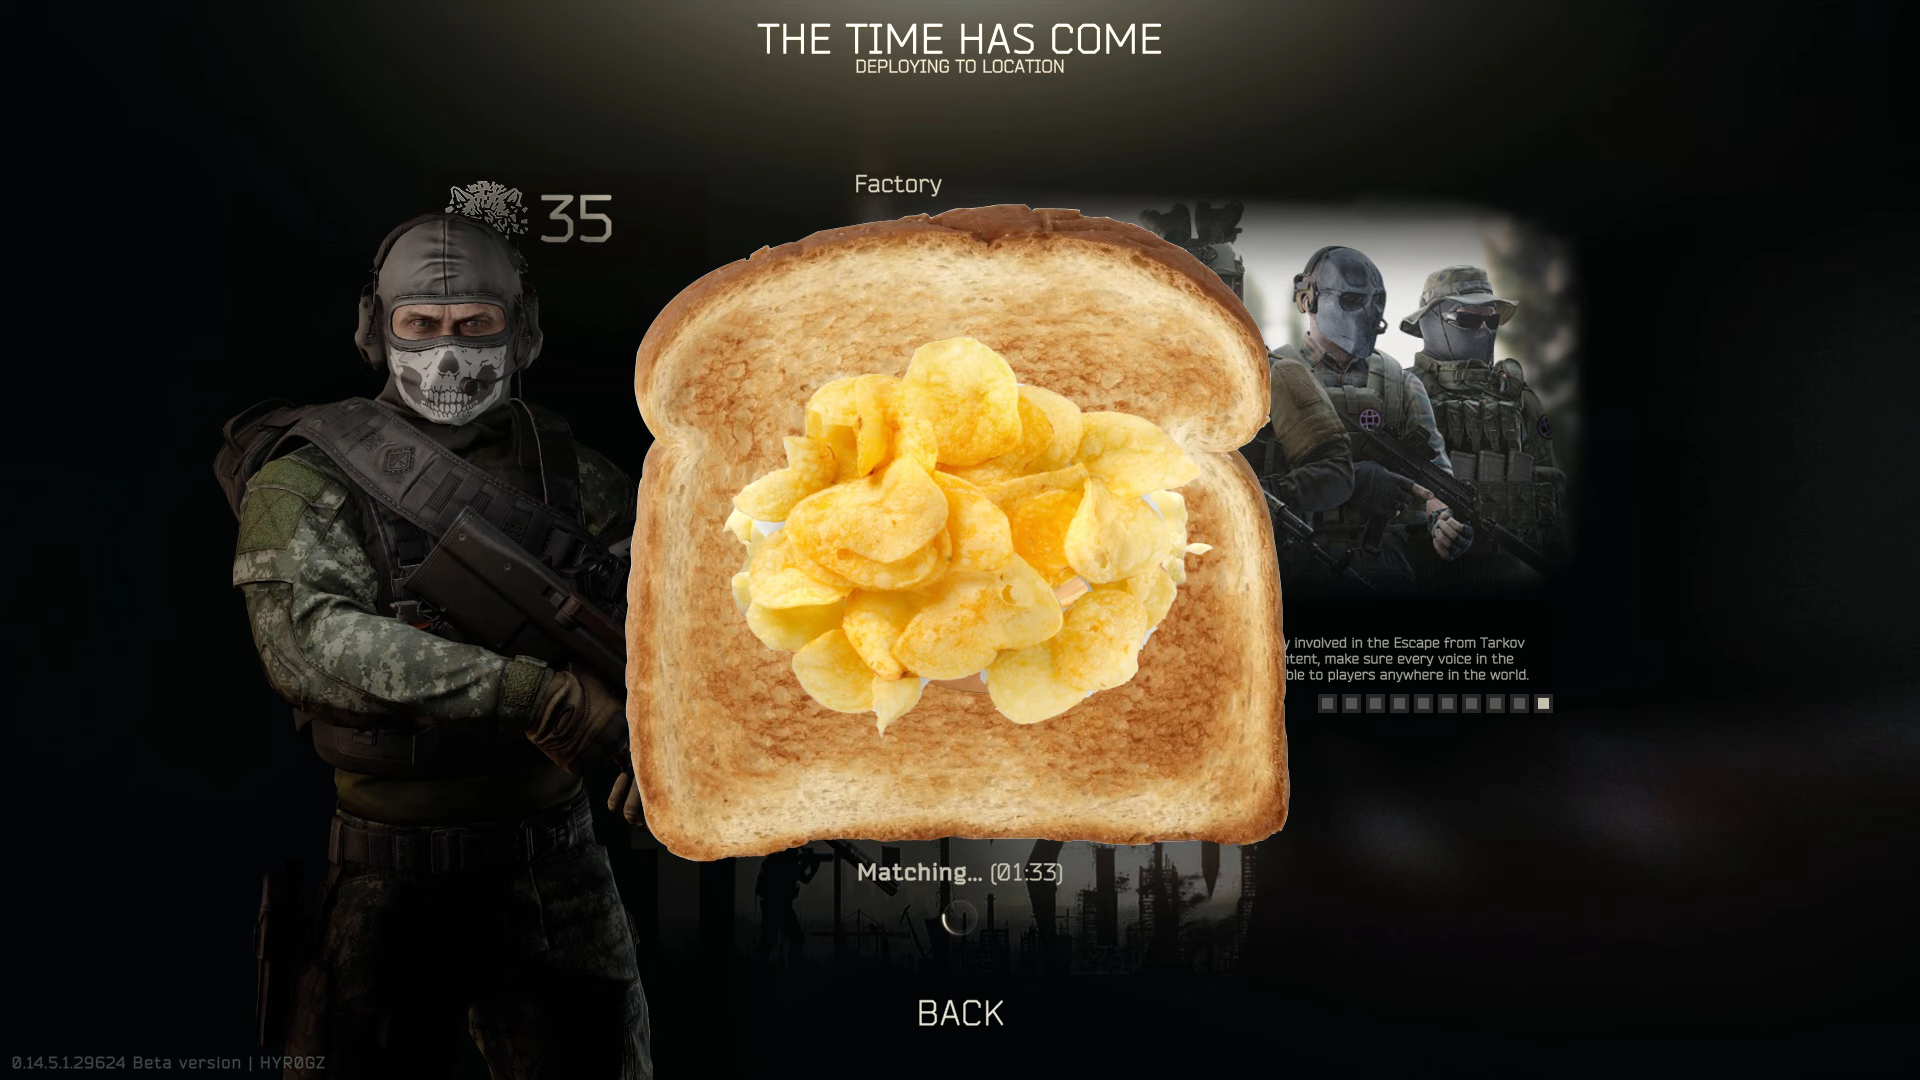 THE TIME HAS COME
DEPLOYING TO LOCATION
Factory
35
involved in the Escape from Tarkov
make sure every voice in the
to players anywhere in the world.
Matching... (01:33)
BACK
0.14.5.1.29624 Beta version | HYR0GZ